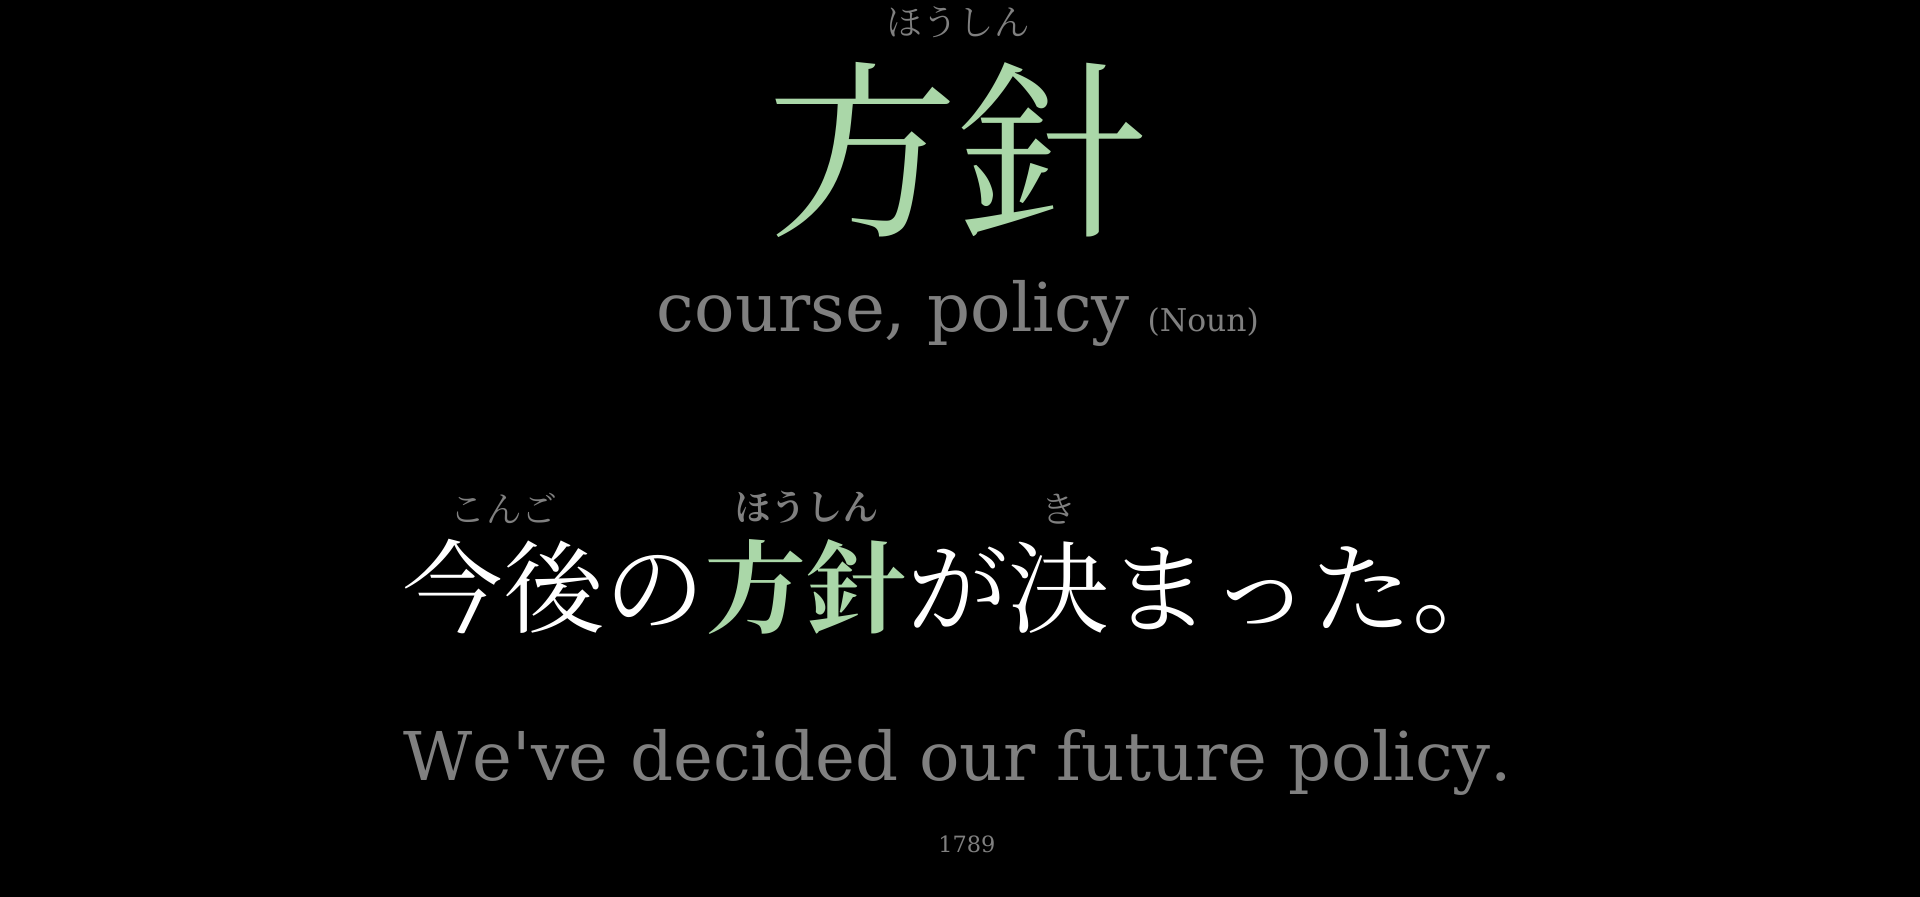 ほうしん
方針
course, policy (Noun)
こんご ほうしん き
今後の方針が決まった。
We've decided our future policy.
1789